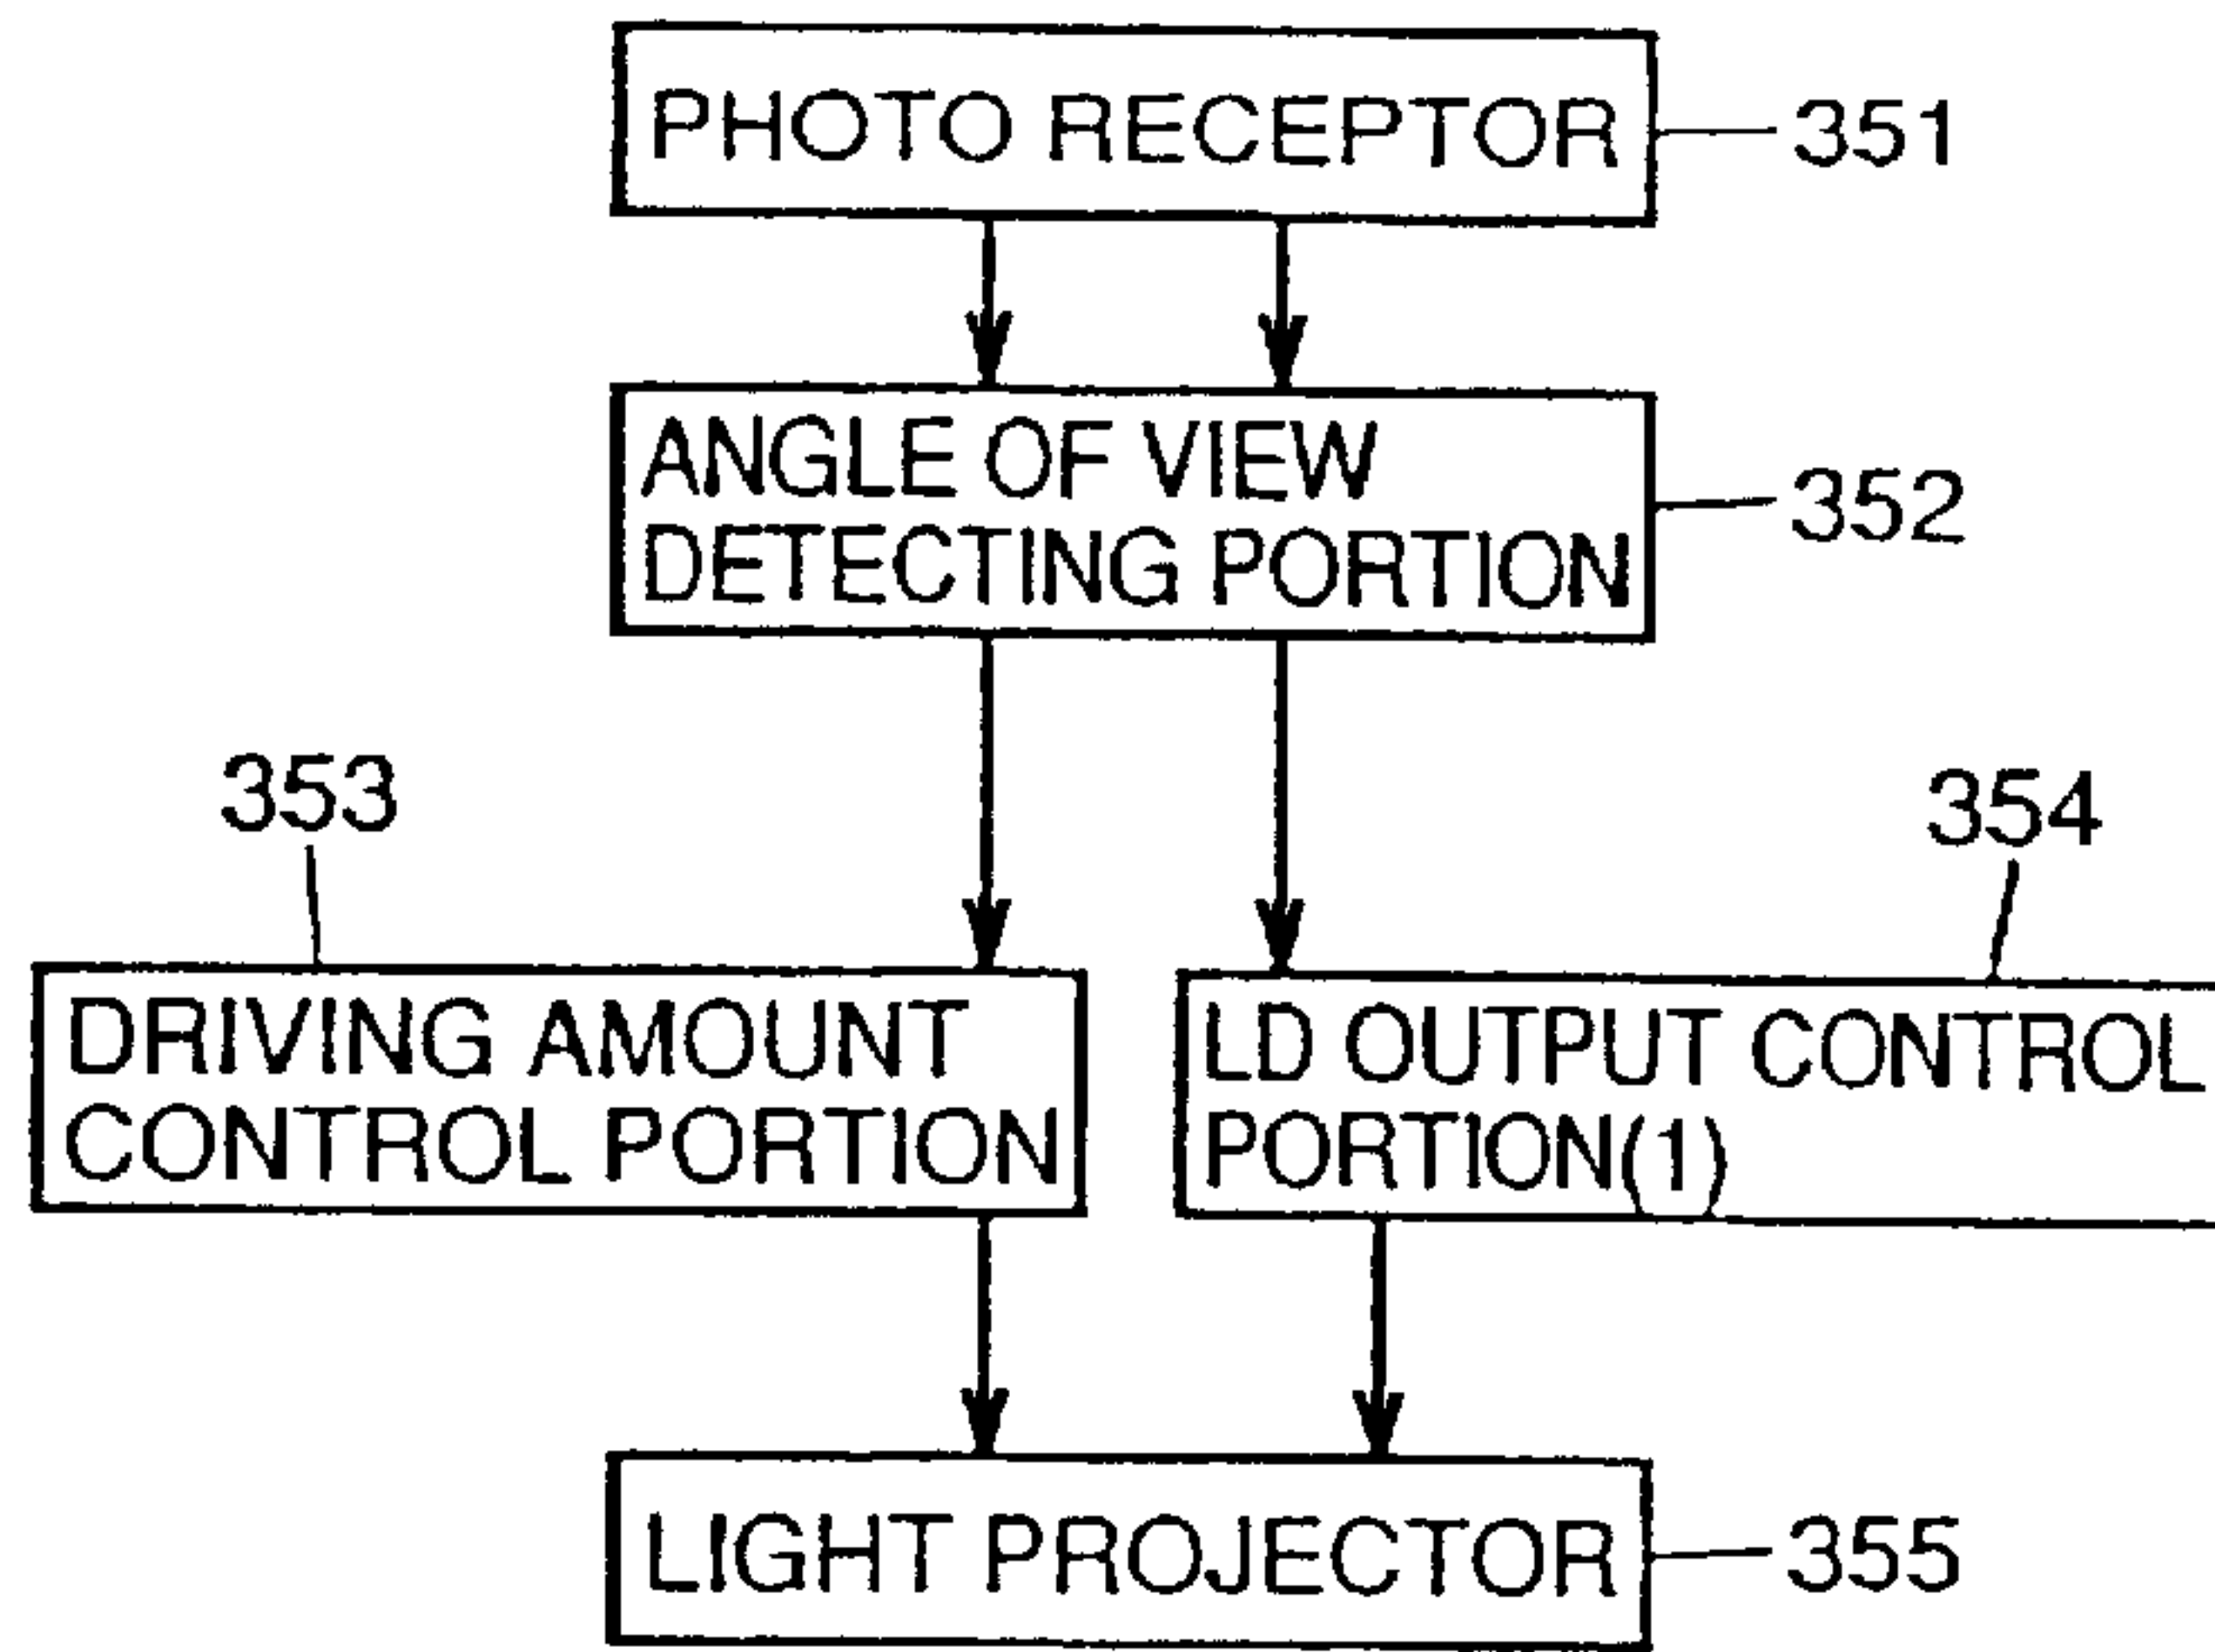 PHOTO RECEPTOR
351
ANGLE OF VIEW
DETECTING PORTION
352
353
354
DRIVING AMOUNT
CONTROL PORTION
LD OUTPUT CONTROL
PORTION(1)
LIGHT PROJECTOR
355